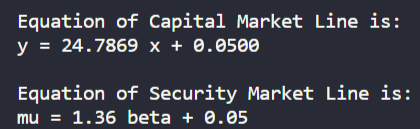 Equation of Capital Market Line is:
y = 24.7869 x + 0.0500
Equation of Security Market Line is:
mu = 1.36 beta + 0.05